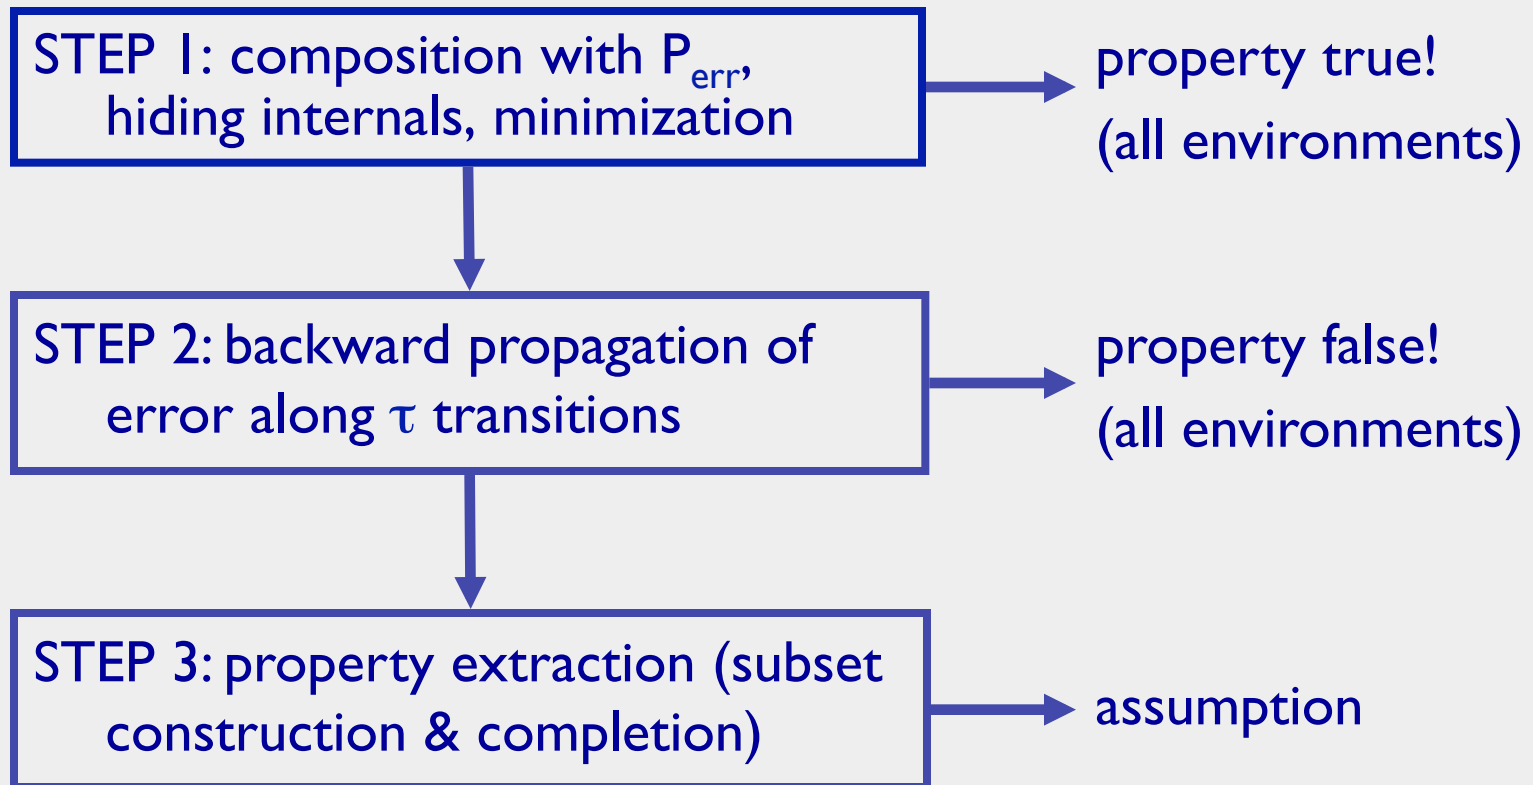 STEP 1: composition with P_err,
hiding internals, minimization
property true!
(all environments)
STEP 2: backward propagation of
error along τ transitions
property false!
(all environments)
STEP 3: property extraction (subset
construction & completion)
assumption